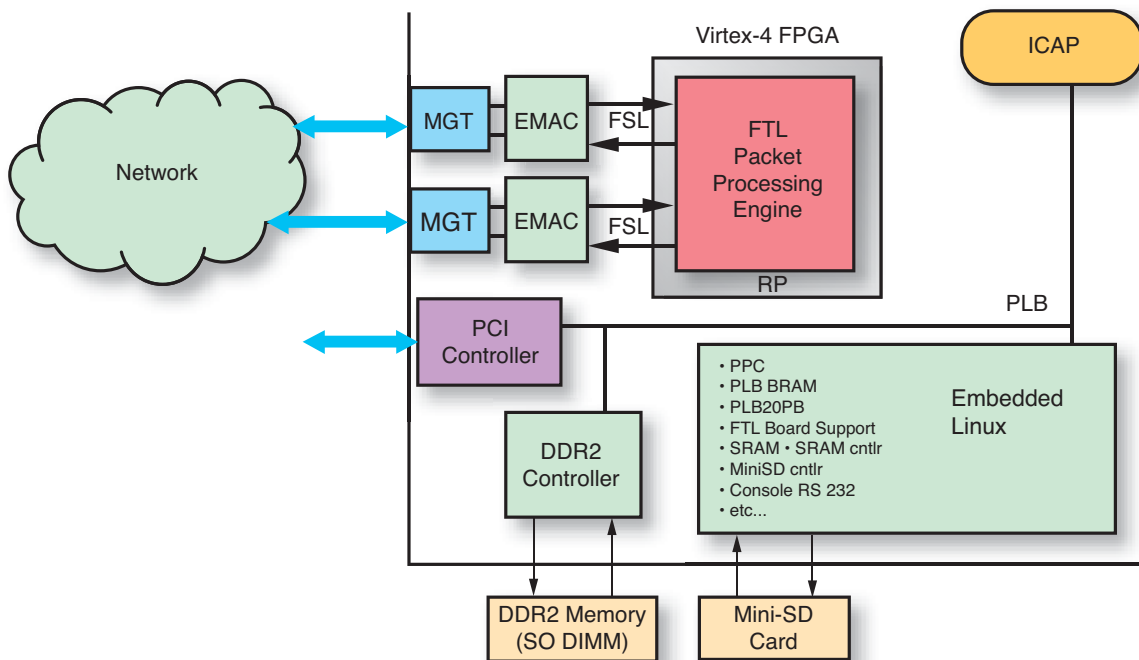 Virtex-4 FPGA
ICAP
Network
MGT
EMAC
FSL
FTL
Packet
Processing
Engine
MGT
EMAC
FSL
RP
PLB
PCI
Controller
• PPC
• PLB BRAM
• PLB20PB
• FTL Board Support
• SRAM • SRAM cntlr
• MiniSD cntlr
• Console RS 232
• etc...
Embedded
Linux
DDR2
Controller
DDR2 Memory
(SO DIMM)
Mini-SD
Card